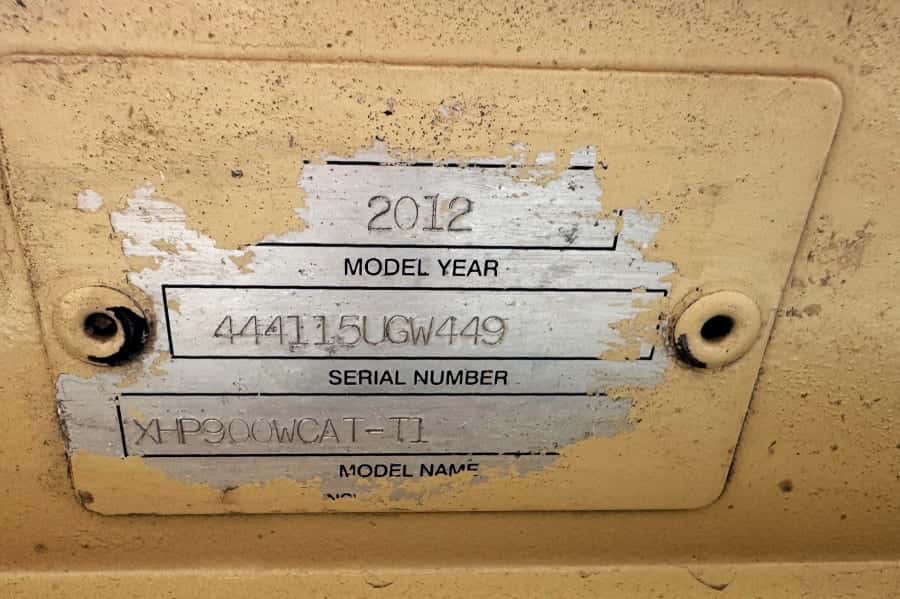 2012
MODEL YEAR
444115UGW449
SERIAL NUMBER
XHP900WCAT-T1
MODEL NAME